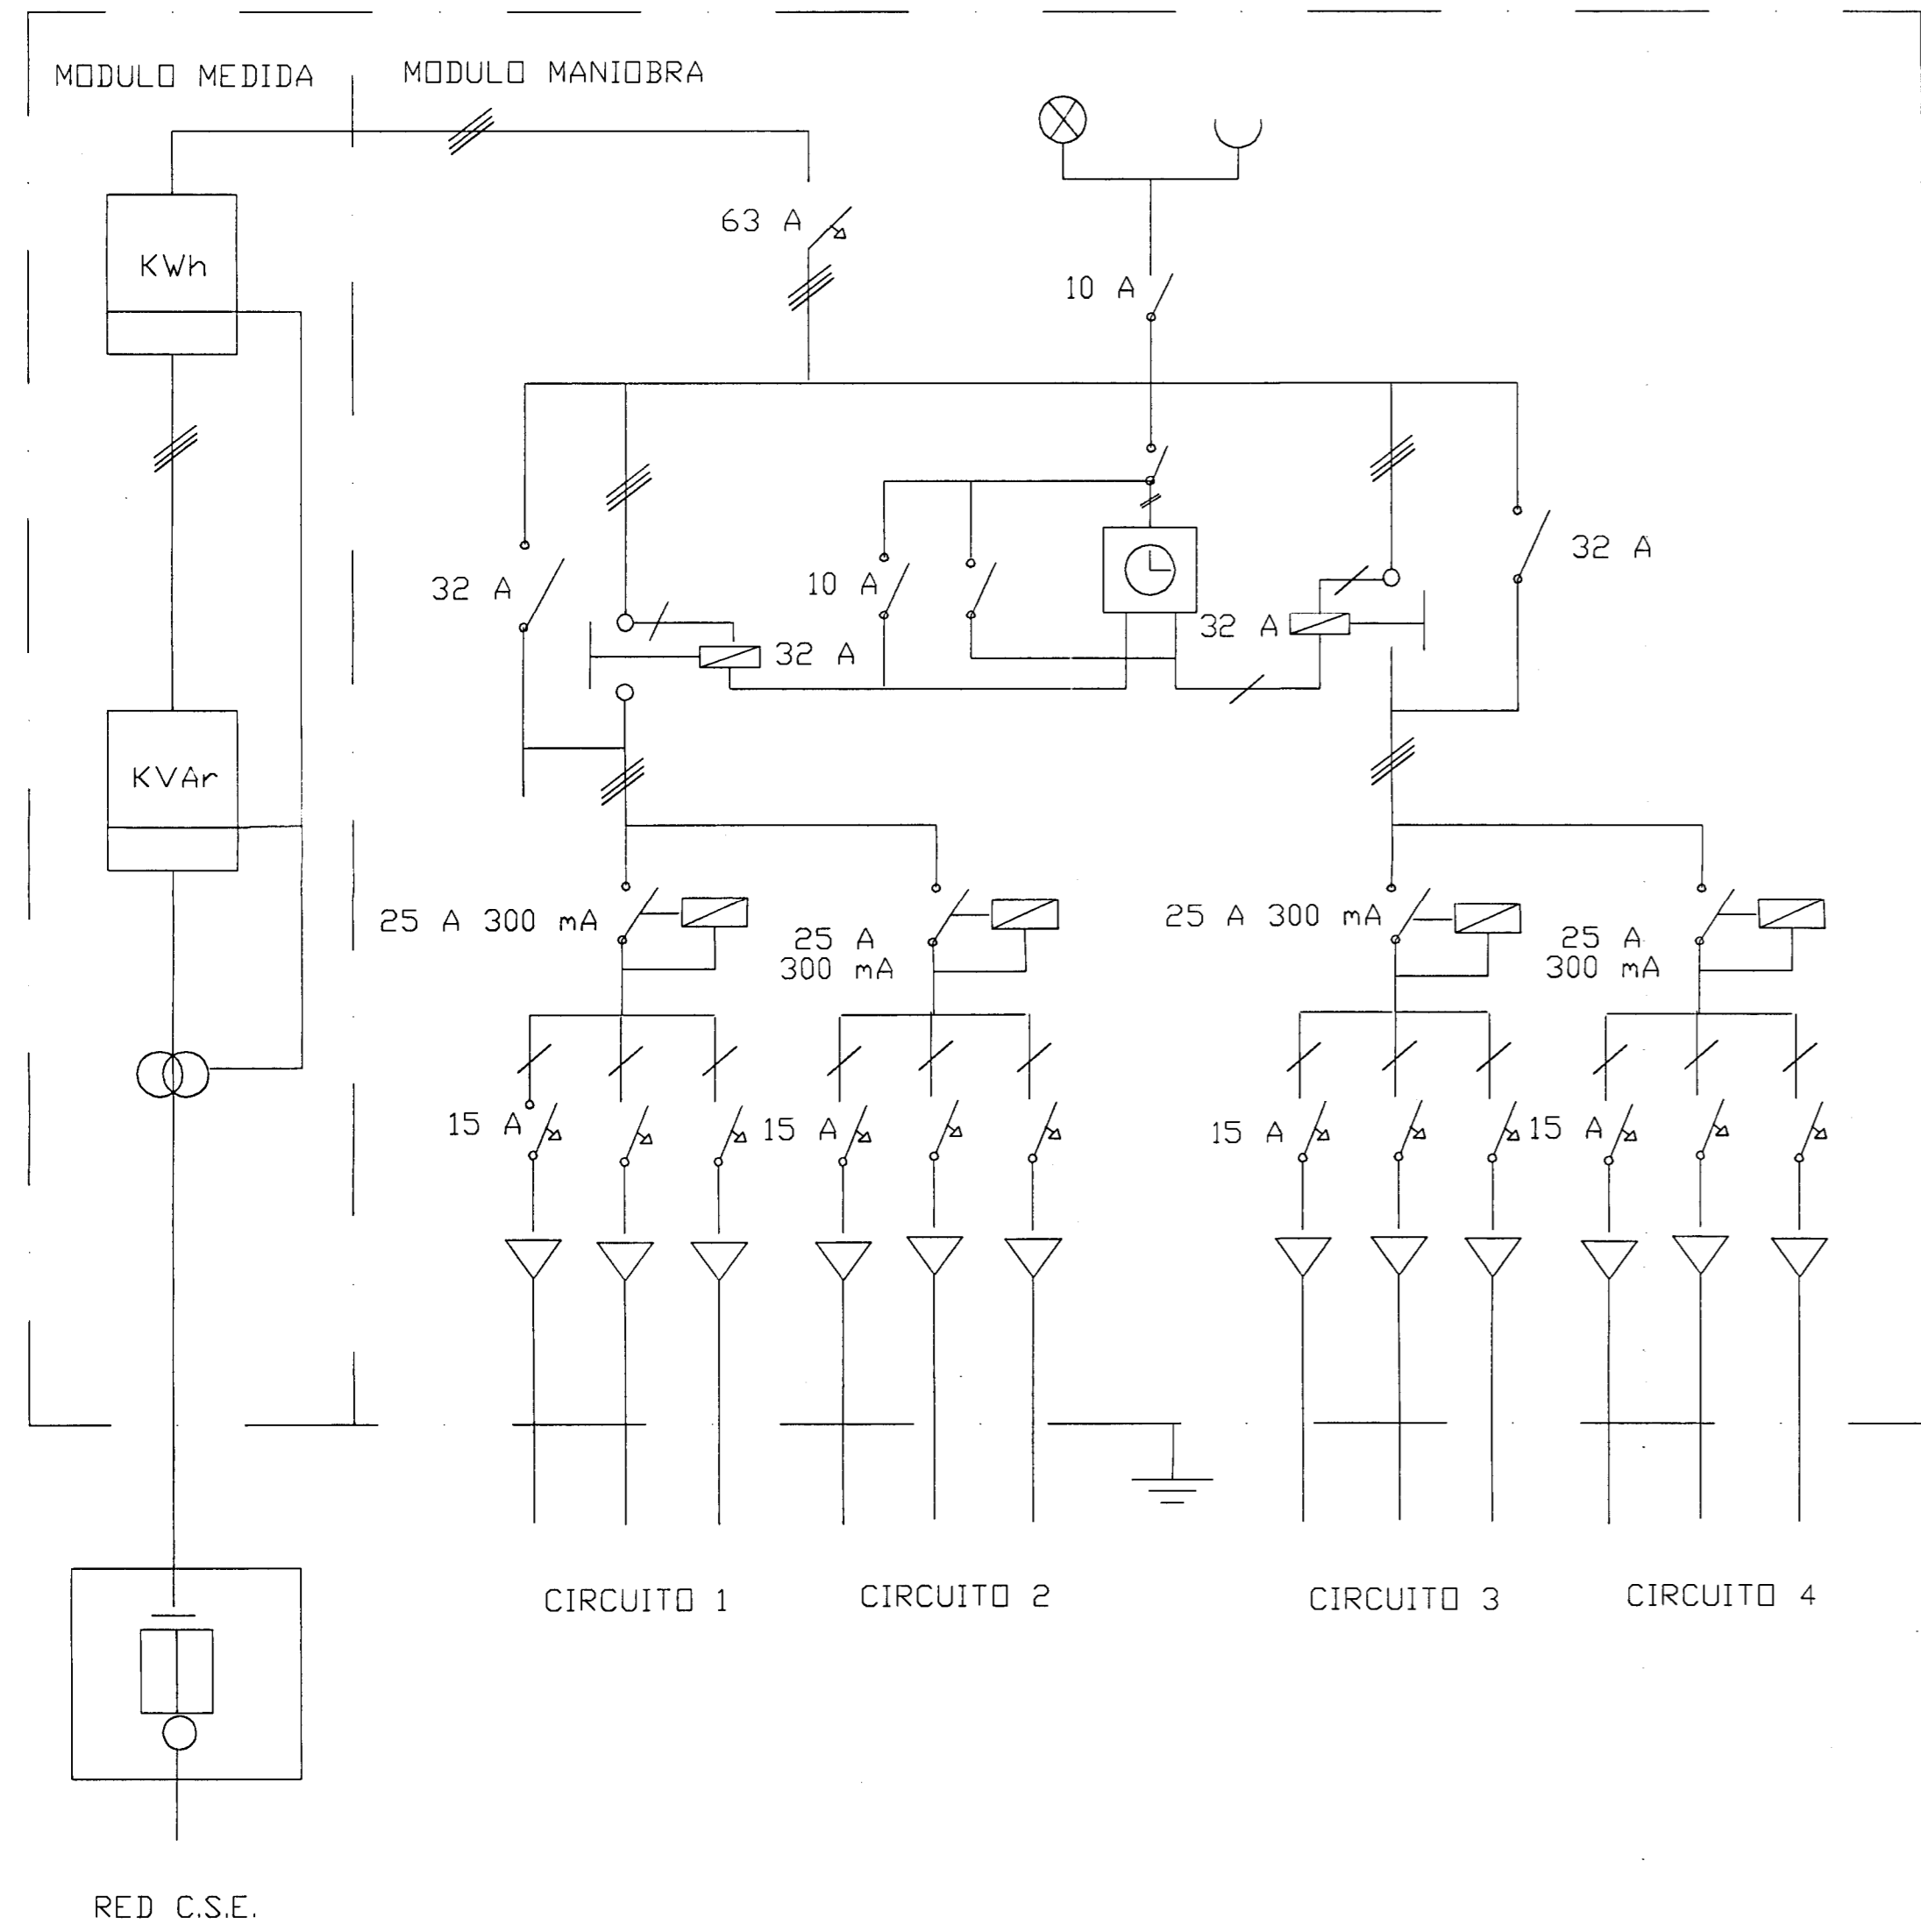 MODULO MEDIDA
MODULO MANIOBRA
63 A
KWh
10 A
32 A
32 A
10 A
32 A
32 A
KVAr
25 A 300 mA
25 A
300 mA
25 A 300 mA
25 A
300 mA
15 A
15 A
15 A
15 A
CIRCUITO 1
CIRCUITO 2
CIRCUITO 3
CIRCUITO 4
RED C.S.E.